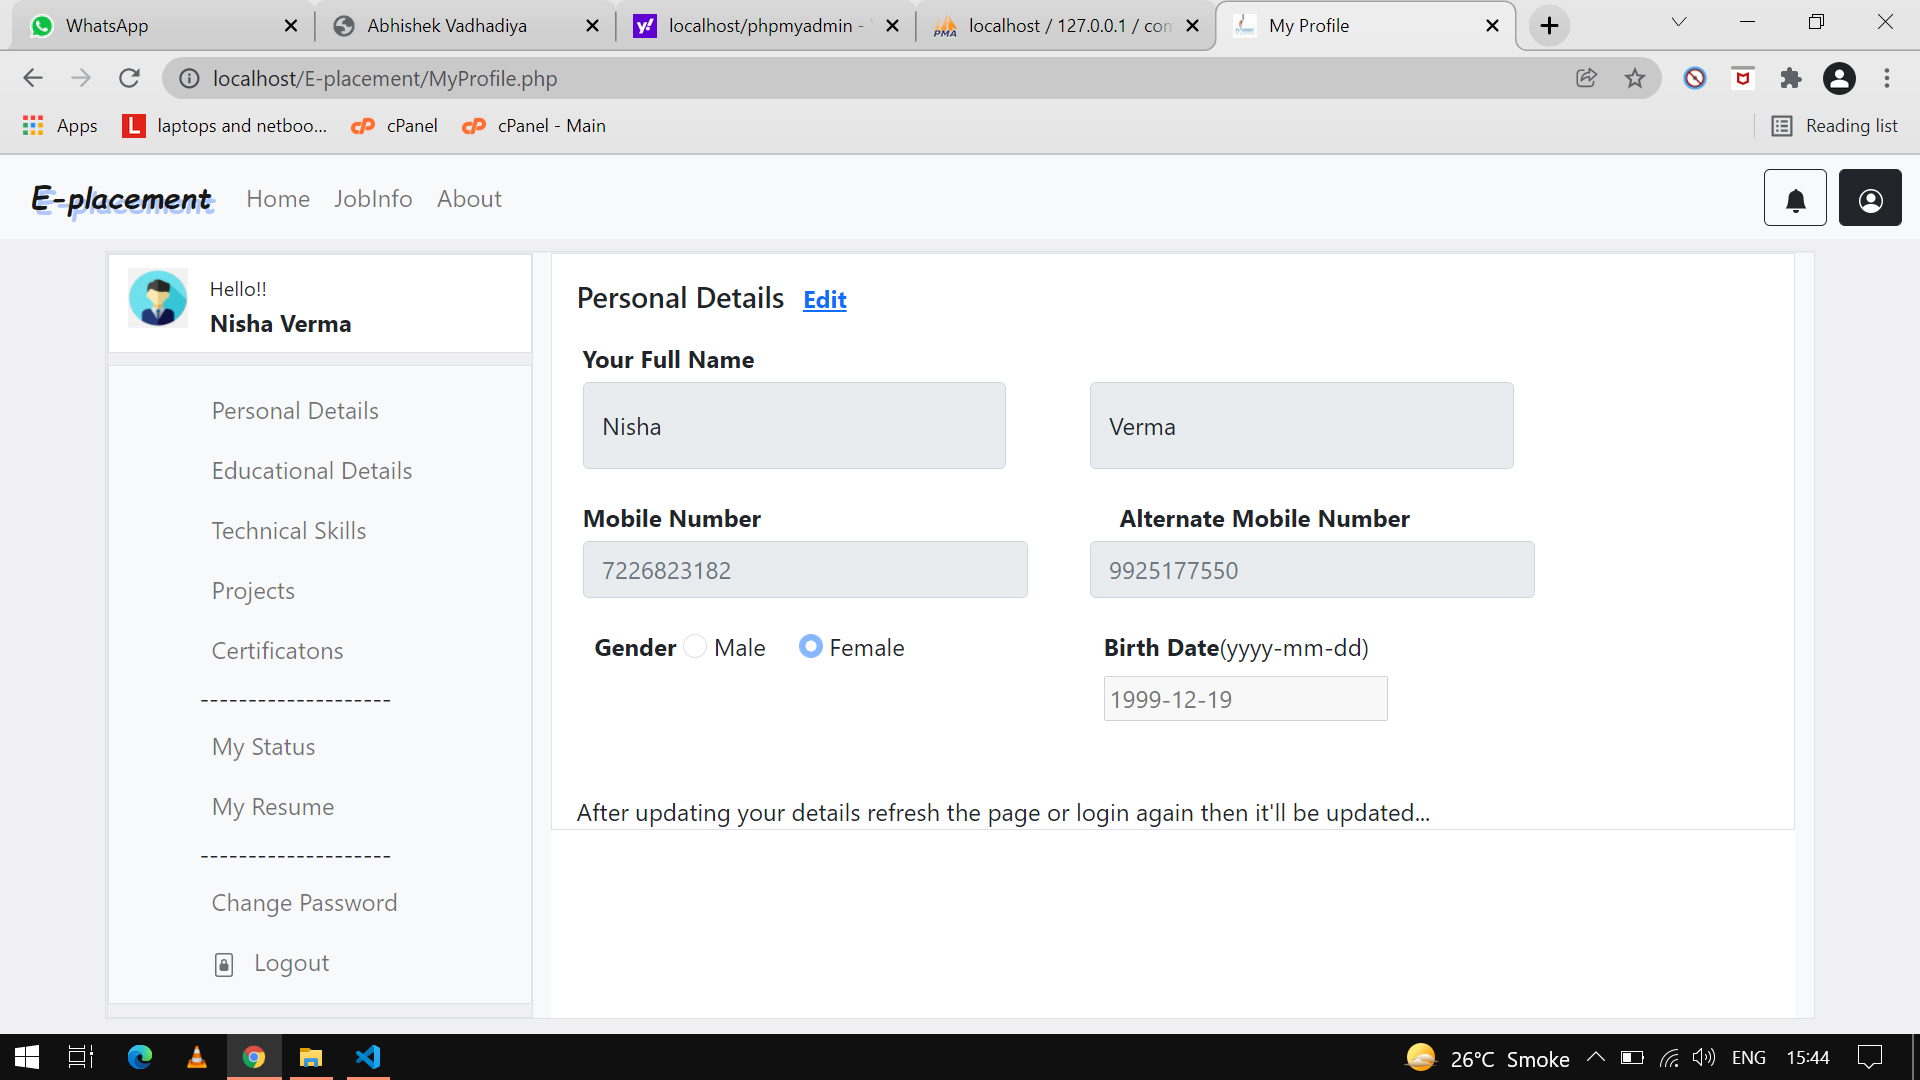 WhatsApp
Abhishek Vadhadiya
localhost/phpmyadmin -
localhost / 127.0.0.1 / con
My Profile
localhost/E-placement/MyProfile.php
Apps
L laptops and netboo...
cPanel
cPanel - Main
Reading list
E-placement
Home JobInfo About
Hello!!
Nisha Verma
Personal Details
Educational Details
Technical Skills
Projects
Certificatons
--------------------
My Status
My Resume
--------------------
Change Password
Logout
Personal Details Edit
Your Full Name
Nisha Verma
Mobile Number Alternate Mobile Number
7226823182 9925177550
Gender Male Female Birth Date(yyyy-mm-dd)
1999-12-19
After updating your details refresh the page or login again then it'll be updated...
26°C Smoke ENG 15:44